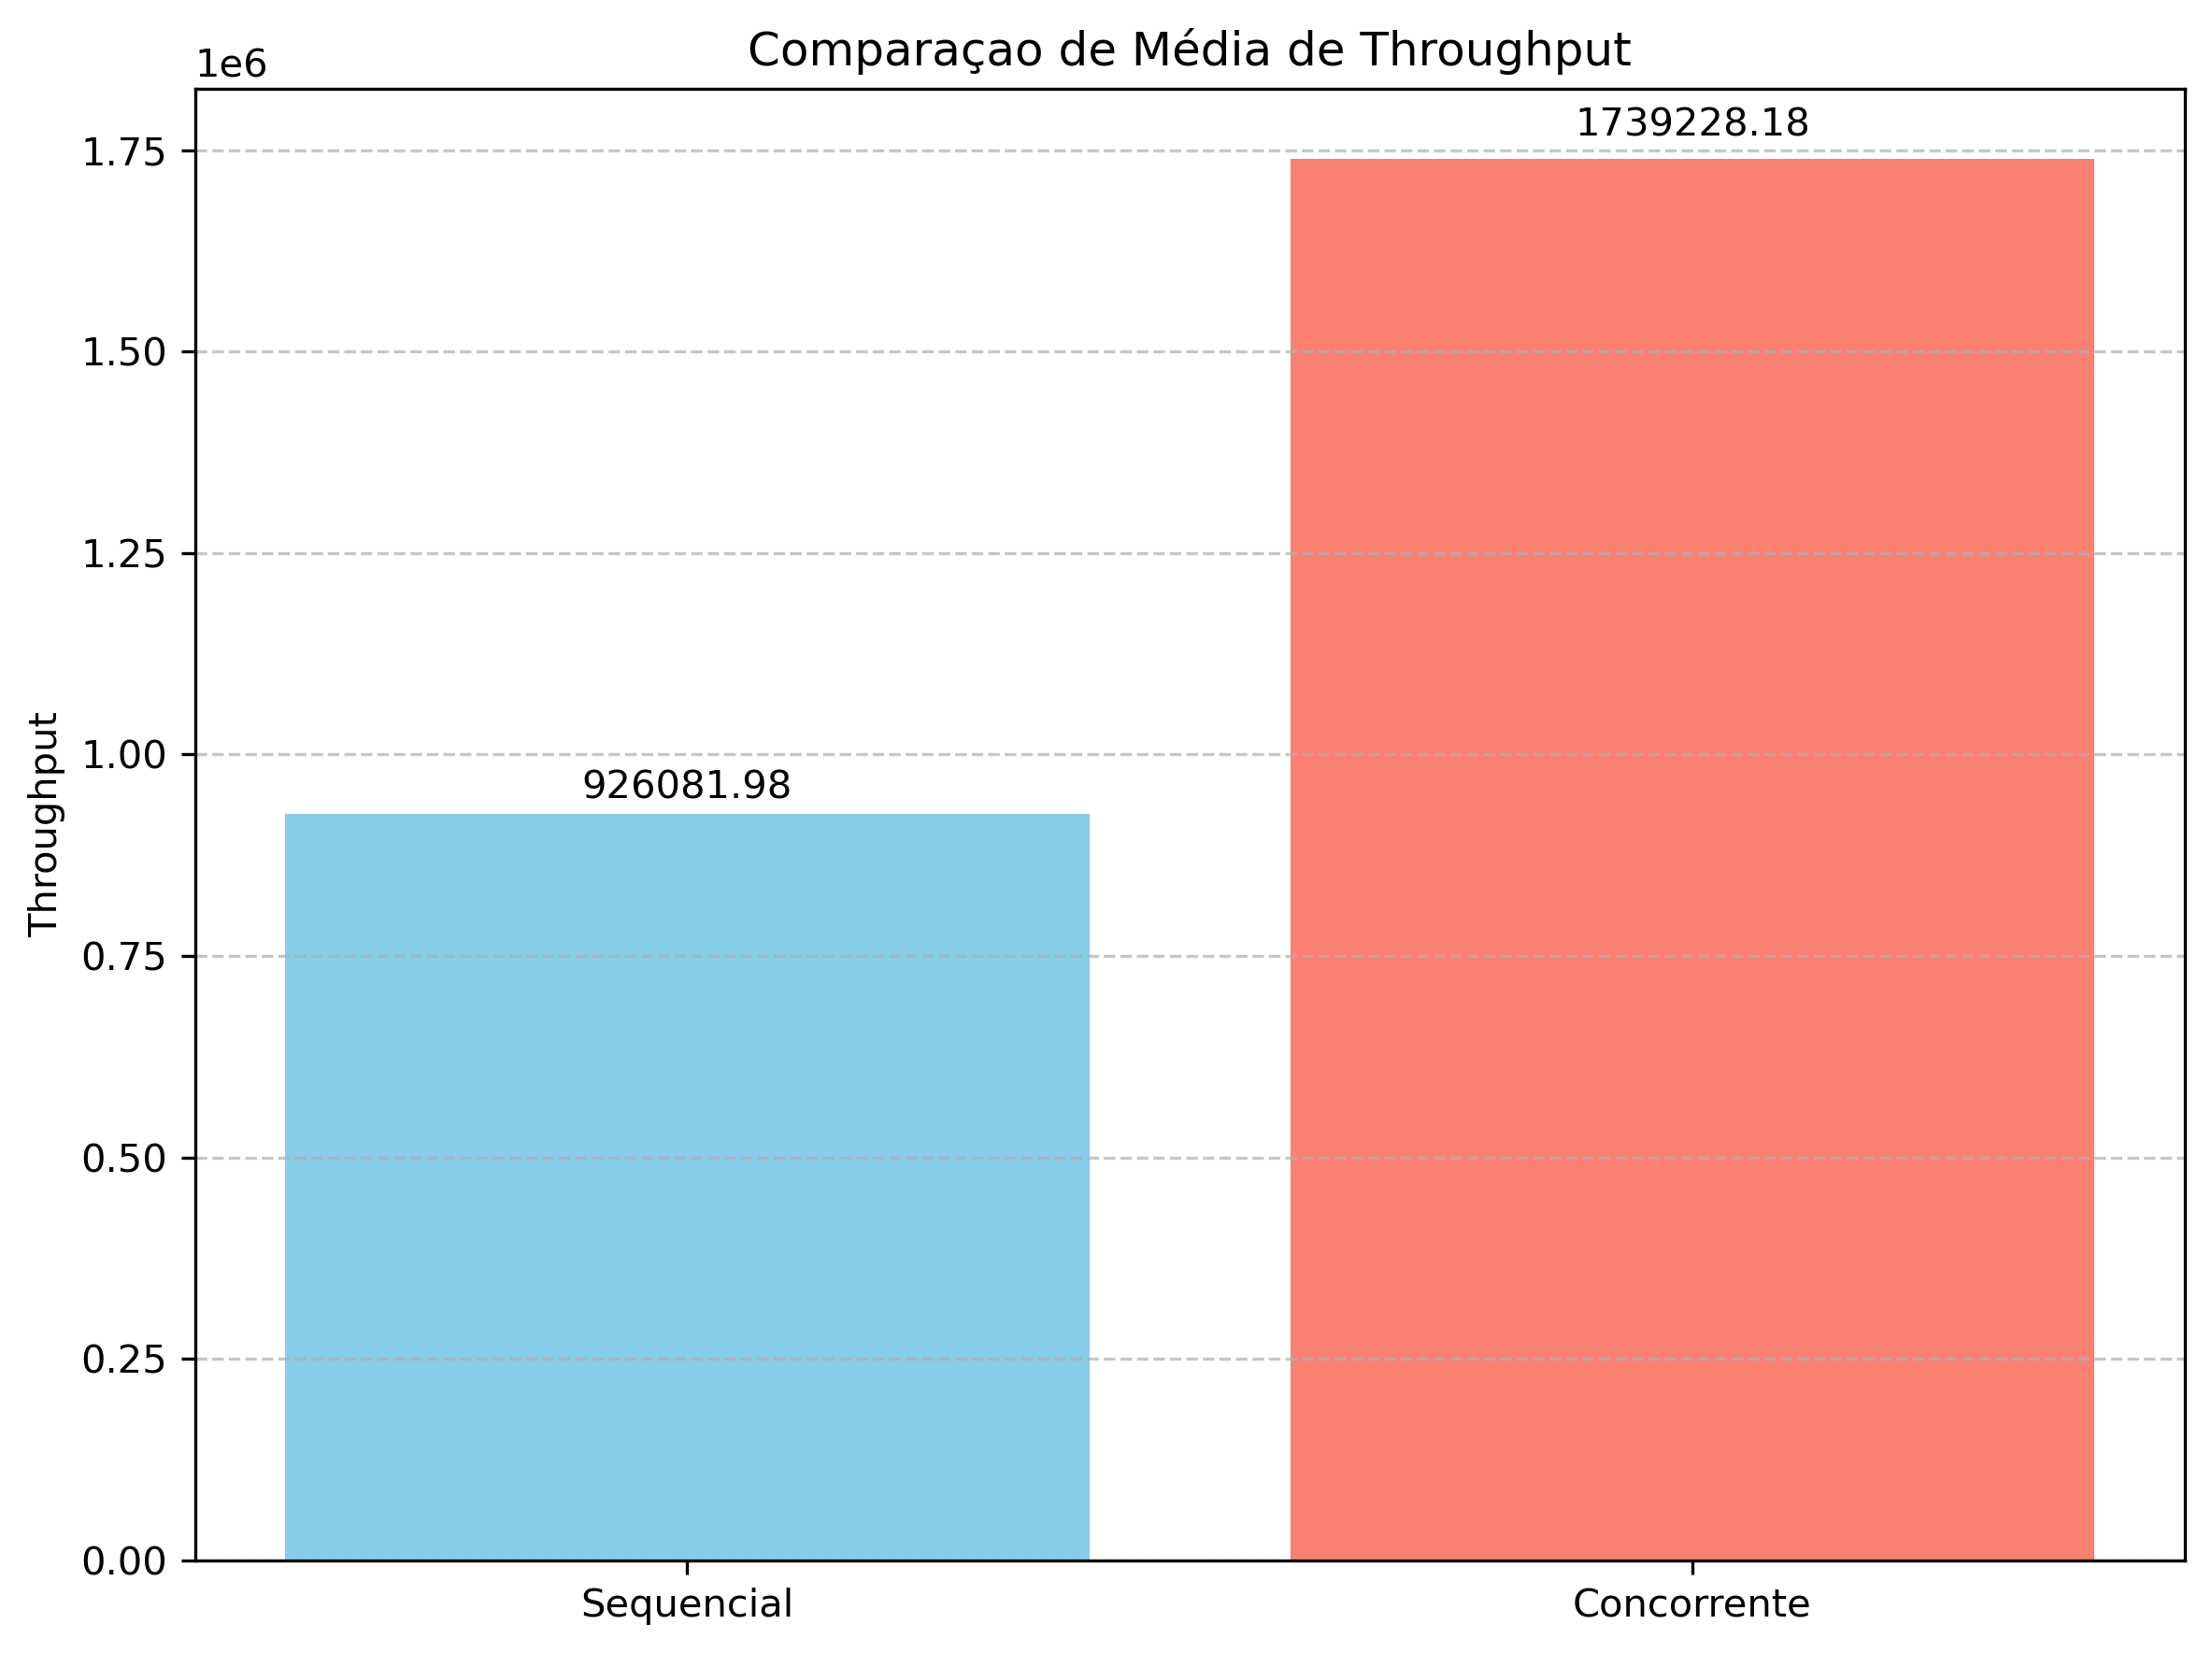 Comparaçao de Média de Throughput
1e6
1739228.18
1.75
1.50
1.25
1.00
926081.98
Throughput
0.75
0.50
0.25
0.00
Sequencial
Concorrente